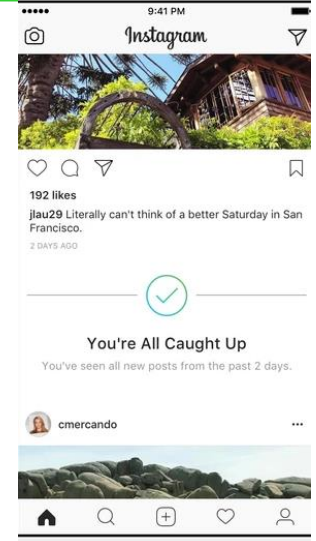 9:41 PM
Instagram
192 likes
jlau29 Literally can't think of a better Saturday in San
Francisco.
2 DAYS AGO
You're All Caught Up
You've seen all new posts from the past 2 days.
cmercando